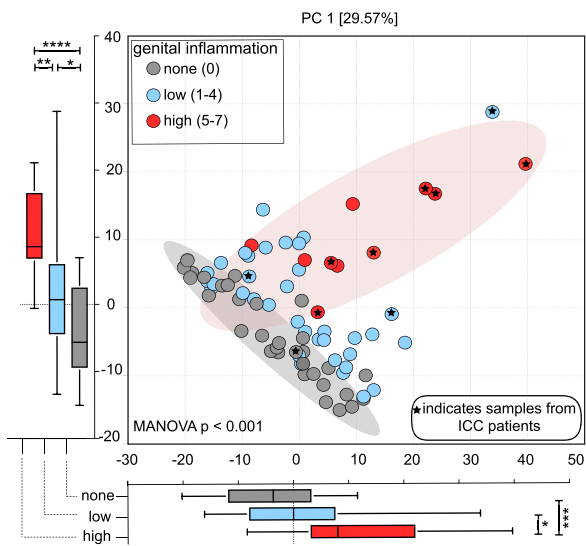 PC 1 [29.57%]
****
**
*
40
30
20
10
0
-10
-20
genital inflammation
none (0)
low (1-4)
high (5-7)
MANOVA p < 0.001
★indicates samples from
ICC patients
-30
-20
-10
0
10
20
30
40
50
none
low
high
*
***